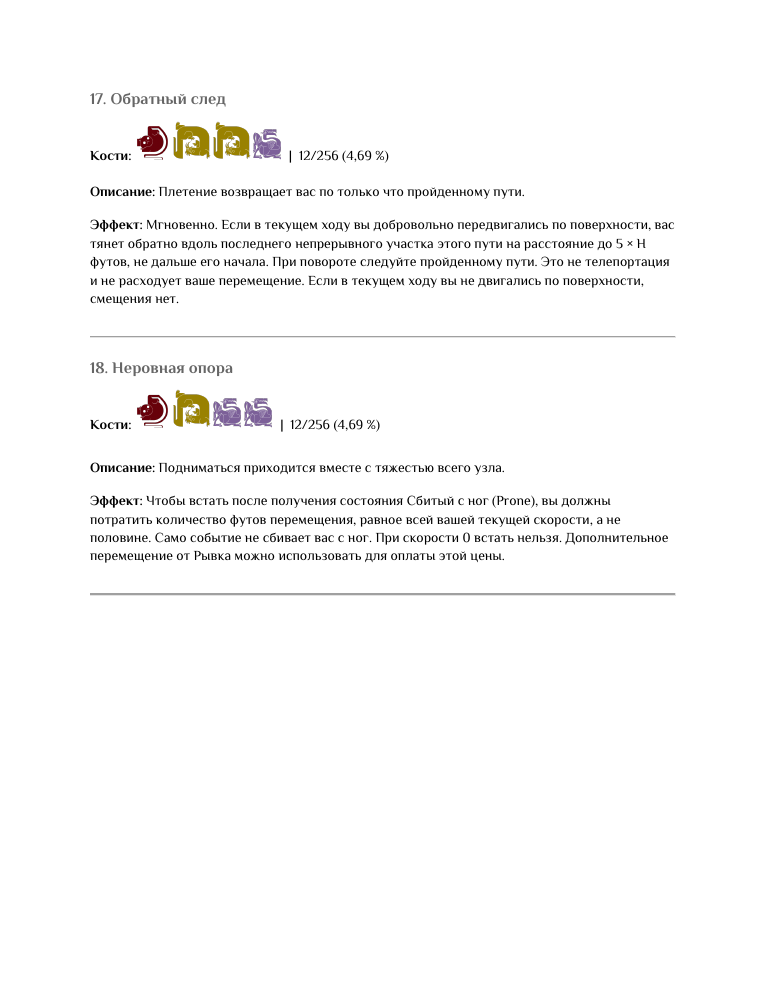 17. Обратный след
Кости: | 12/256 (4,69 %)
Описание: Плетение возвращает вас по только что пройденному пути.
Эффект: Мгновенно. Если в текущем ходу вы добровольно передвигались по поверхности, вас
тянет обратно вдоль последнего непрерывного участка этого пути на расстояние до 5 × H
футов, не дальше его начала. При повороте следуйте пройденному пути. Это не телепортация
и не расходует ваше перемещение. Если в текущем ходу вы не двигались по поверхности,
смещения нет.
18. Неровная опора
Кости: | 12/256 (4,69 %)
Описание: Подниматься приходится вместе с тяжестью всего узла.
Эффект: Чтобы встать после получения состояния Сбитый с ног (Prone), вы должны
потратить количество футов перемещения, равное всей вашей текущей скорости, а не
половине. Само событие не сбивает вас с ног. При скорости 0 встать нельзя. Дополнительное
перемещение от Рывка можно использовать для оплаты этой цены.